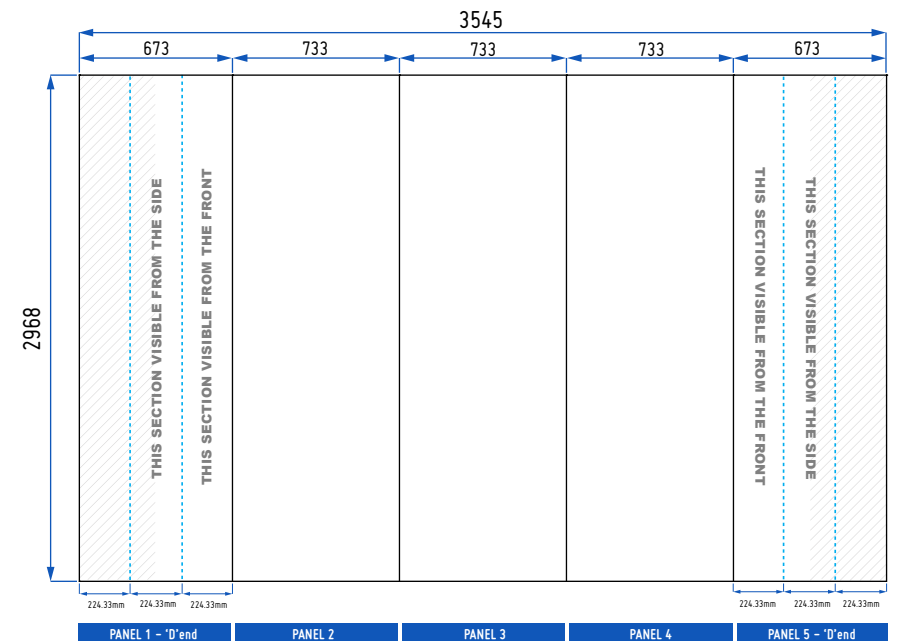 3545
673
733
733
733
673
2968
THIS SECTION VISIBLE FROM THE SIDE
THIS SECTION VISIBLE FROM THE FRONT
THIS SECTION VISIBLE FROM THE FRONT
THIS SECTION VISIBLE FROM THE SIDE
224.33mm
224.33mm
224.33mm
224.33mm
224.33mm
224.33mm
PANEL 1 – 'D'end
PANEL 2
PANEL 3
PANEL 4
PANEL 5 – 'D'end